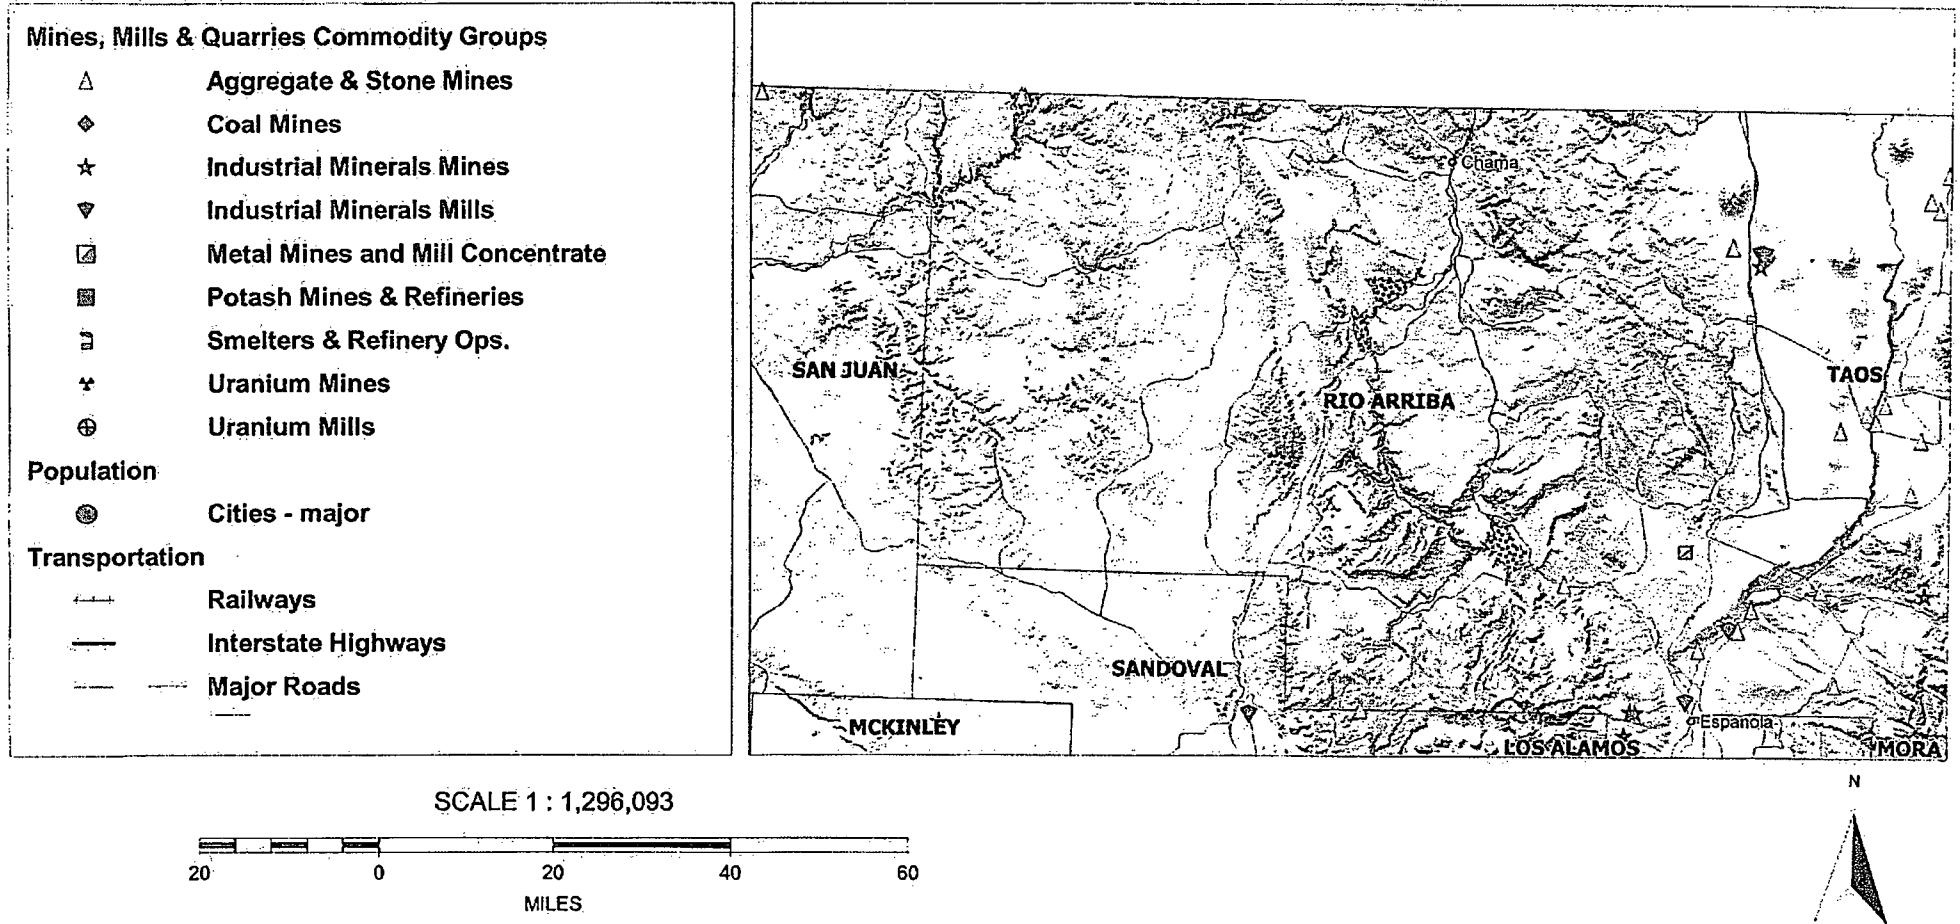 Mines, Mills & Quarries Commodity Groups
Aggregate & Stone Mines
Coal Mines
Industrial Minerals Mines
Industrial Minerals Mills
Metal Mines and Mill Concentrate
Potash Mines & Refineries
Smelters & Refinery Ops.
Uranium Mines
Uranium Mills
Population
Cities - major
Transportation
Railways
Interstate Highways
Major Roads
Chama
SAN JUAN
RIO ARRIBA
TAOS
SANDOVAL
MCKINLEY
Espanola
LOS ALAMOS
MORA
SCALE 1 : 1,296,093
20 0 20 40 60
MILES
N